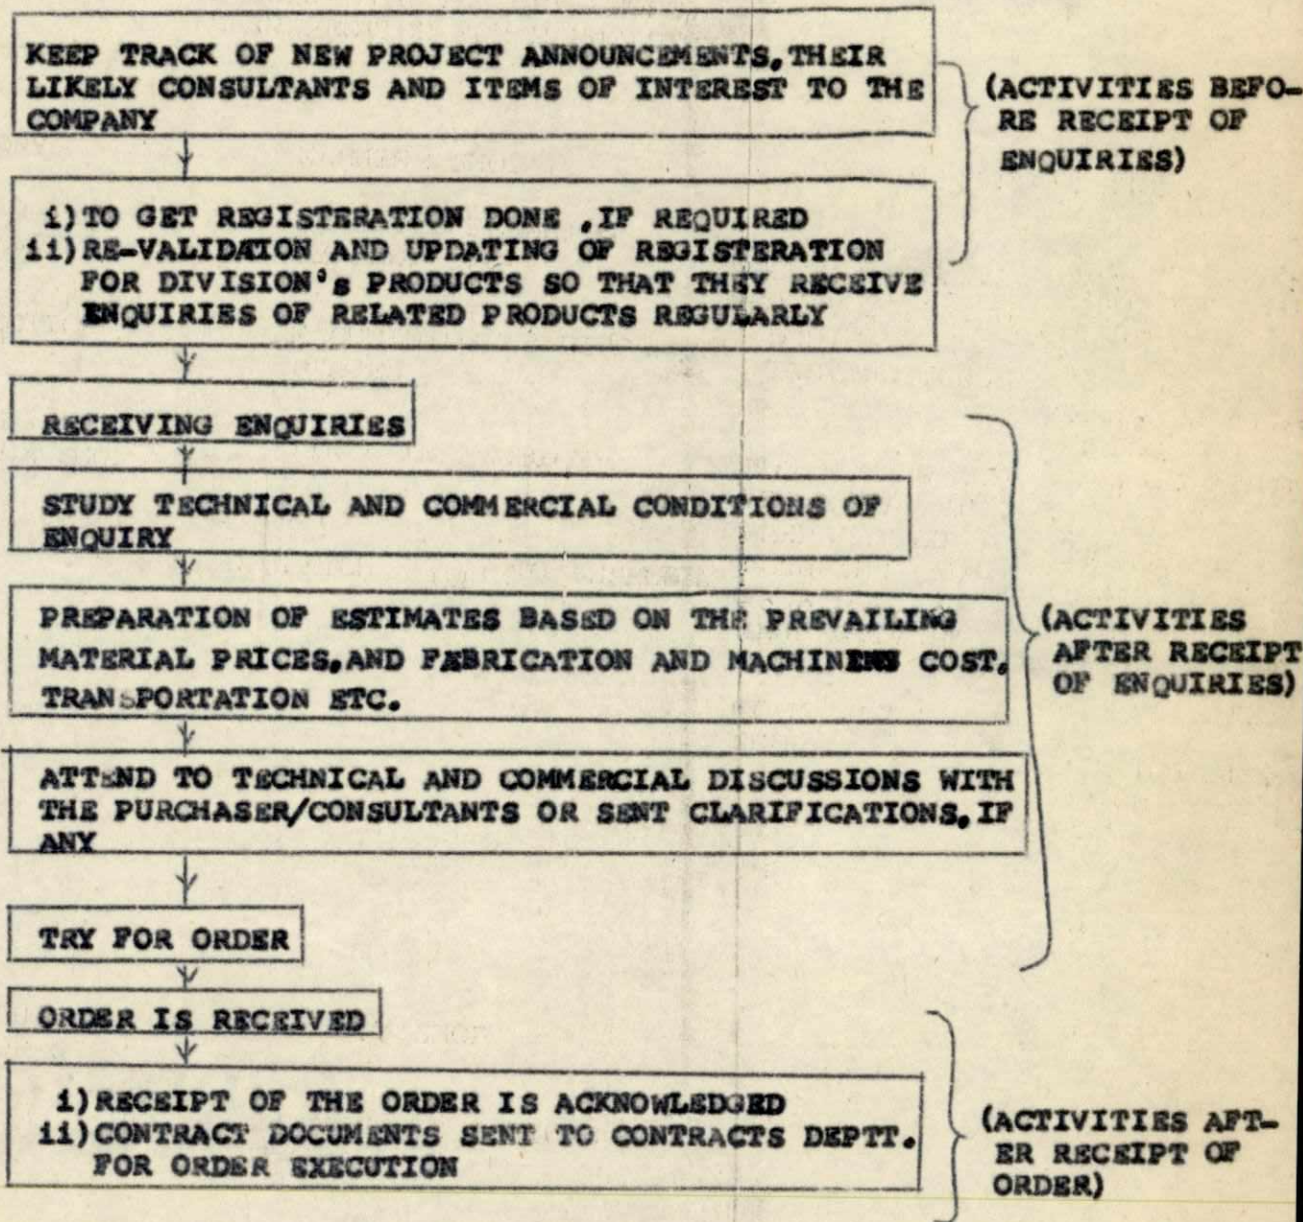 KEEP TRACK OF NEW PROJECT ANNOUNCEMENTS,THEIR
LIKELY CONSULTANTS AND ITEMS OF INTEREST TO THE
COMPANY
(ACTIVITIES BEFO-
RE RECEIPT OF
ENQUIRIES)
i)TO GET REGISTERATION DONE ,IF REQUIRED
ii)RE-VALIDATION AND UPDATING OF REGISTERATION
FOR DIVISION's PRODUCTS SO THAT THEY RECEIVE
ENQUIRIES OF RELATED PRODUCTS REGULARLY
RECEIVING ENQUIRIES
STUDY TECHNICAL AND COMMERCIAL CONDITIONS OF
ENQUIRY
PREPARATION OF ESTIMATES BASED ON THE PREVAILING
MATERIAL PRICES,AND FABRICATION AND COST,
TRANSPORTATION ETC.
(ACTIVITIES
AFTER RECEIPT
OF ENQUIRIES)
ATTEND TO TECHNICAL AND COMMERCIAL DISCUSSIONS WITH
THE PURCHASER/CONSULTANTS OR SENT CLARIFICATIONS,IF
ANY
TRY FOR ORDER
ORDER IS RECEIVED
i)RECEIPT OF THE ORDER IS ACKNOWLEDGED
ii)CONTRACT DOCUMENTS SENT TO CONTRACTS DEPTT.
FOR ORDER EXECUTION
(ACTIVITIES AFT-
ER RECEIPT OF
ORDER)